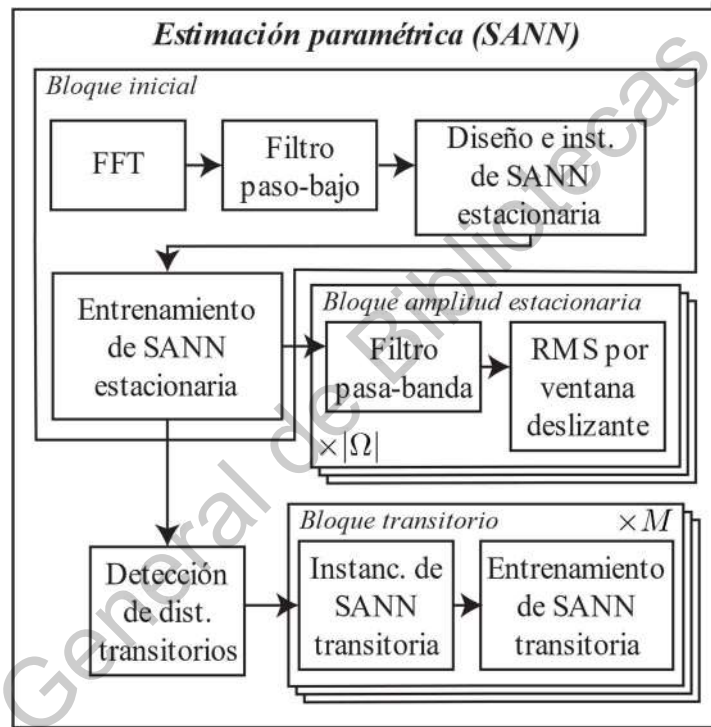 Estimación paramétrica (SANN)
Bloque inicial
FFT
Filtro
paso-bajo
Diseño e inst.
de SANN
estacionaria
Entrenamiento
de SANN
estacionaria
Bloque amplitud estacionaria
Filtro
pasa-banda
RMS por
ventana
deslizante
×|Ω|
Detección
de dist.
transitorios
Bloque transitorio
×M
Instanc. de
SANN
transitoria
Entrenamiento
de SANN
transitoria
General de Bibliotecas